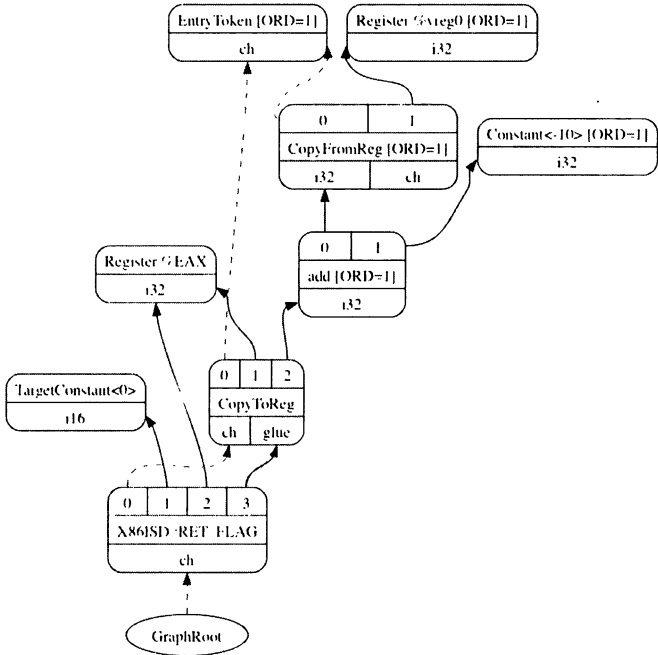 EntryToken [ORD=1]
ch
Register %vreg0 [ORD=1]
i32
0 1
CopyFromReg [ORD=1]
i32 ch
Constant<-10> [ORD=1]
i32
0 1
add [ORD=1]
i32
Register %EAX
i32
0 1 2
CopyToReg
ch glue
TargetConstant<0>
i16
0 1 2 3
X86ISD::RET_FLAG
ch
GraphRoot